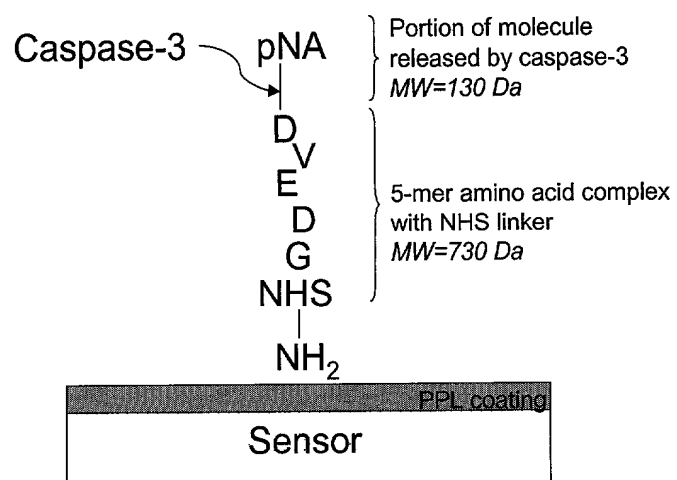 Caspase-3
pNA
Portion of molecule
released by caspase-3
MW=130 Da
D
V
E
D
G
NHS
5-mer amino acid complex
with NHS linker
MW=730 Da
NH2
PPL coating
Sensor